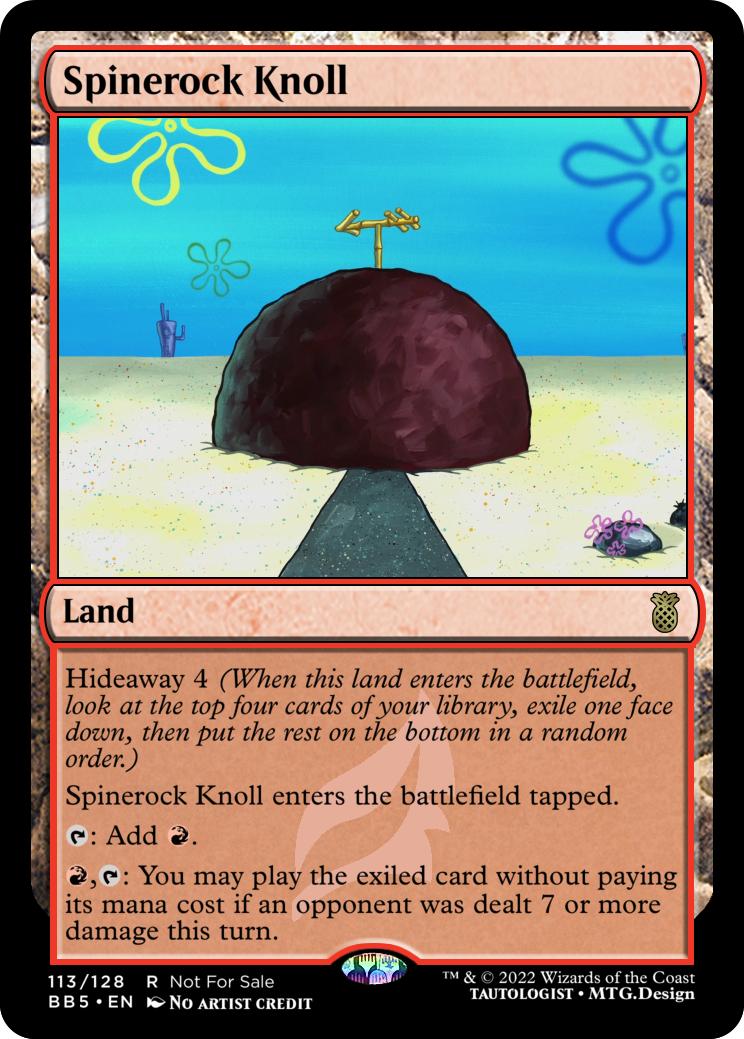 Spinerock Knoll
Land
Hideaway 4 (When this land enters the battlefield,
look at the top four cards of your library, exile one face
down, then put the rest on the bottom in a random
order.)
Spinerock Knoll enters the battlefield tapped.
: Add .
,: You may play the exiled card without paying
its mana cost if an opponent was dealt 7 or more
damage this turn.
113/128 R Not For Sale
BB5 • EN No artist credit
™ & © 2022 Wizards of the Coast
Tautologist • MTG.Design